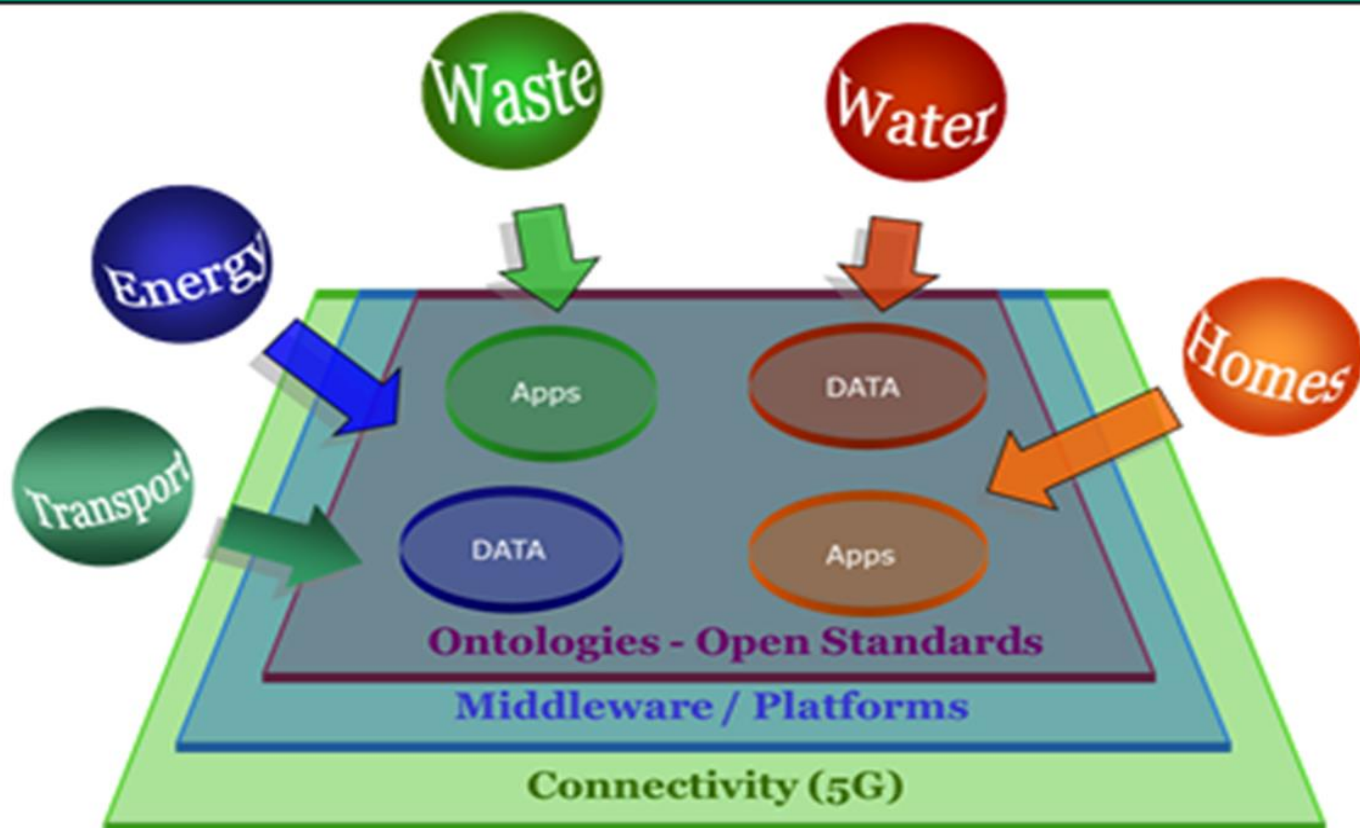 Waste
Water
Energy
Homes
Transport
Apps
DATA
DATA
Apps
Ontologies - Open Standards
Middleware / Platforms
Connectivity (5G)